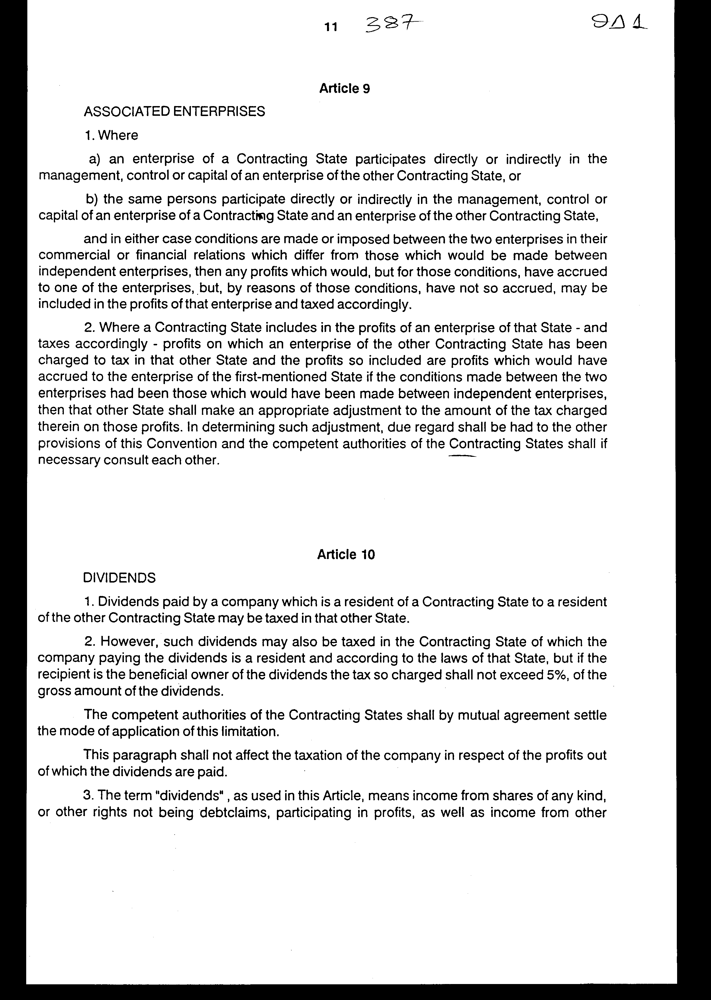 11 387
Article 9
ASSOCIATED ENTERPRISES
1. Where
a) an enterprise of a Contracting State participates directly or indirectly in the
management, control or capital of an enterprise of the other Contracting State, or
b) the same persons participate directly or indirectly in the management, control or
capital of an enterprise of a Contracting State and an enterprise of the other Contracting State,
and in either case conditions are made or imposed between the two enterprises in their
commercial or financial relations which differ from those which would be made between
independent enterprises, then any profits which would, but for those conditions, have accrued
to one of the enterprises, but, by reasons of those conditions, have not so accrued, may be
included in the profits of that enterprise and taxed accordingly.
2. Where a Contracting State includes in the profits of an enterprise of that State - and
taxes accordingly - profits on which an enterprise of the other Contracting State has been
charged to tax in that other State and the profits so included are profits which would have
accrued to the enterprise of the first-mentioned State if the conditions made between the two
enterprises had been those which would have been made between independent enterprises,
then that other State shall make an appropriate adjustment to the amount of the tax charged
therein on those profits. In determining such adjustment, due regard shall be had to the other
provisions of this Convention and the competent authorities of the Contracting States shall if
necessary consult each other.
Article 10
DIVIDENDS
1. Dividends paid by a company which is a resident of a Contracting State to a resident
of the other Contracting State may be taxed in that other State.
2. However, such dividends may also be taxed in the Contracting State of which the
company paying the dividends is a resident and according to the laws of that State, but if the
recipient is the beneficial owner of the dividends the tax so charged shall not exceed 5%, of the
gross amount of the dividends.
The competent authorities of the Contracting States shall by mutual agreement settle
the mode of application of this limitation.
This paragraph shall not affect the taxation of the company in respect of the profits out
of which the dividends are paid.
3. The term "dividends" , as used in this Article, means income from shares of any kind,
or other rights not being debtclaims, participating in profits, as well as income from other